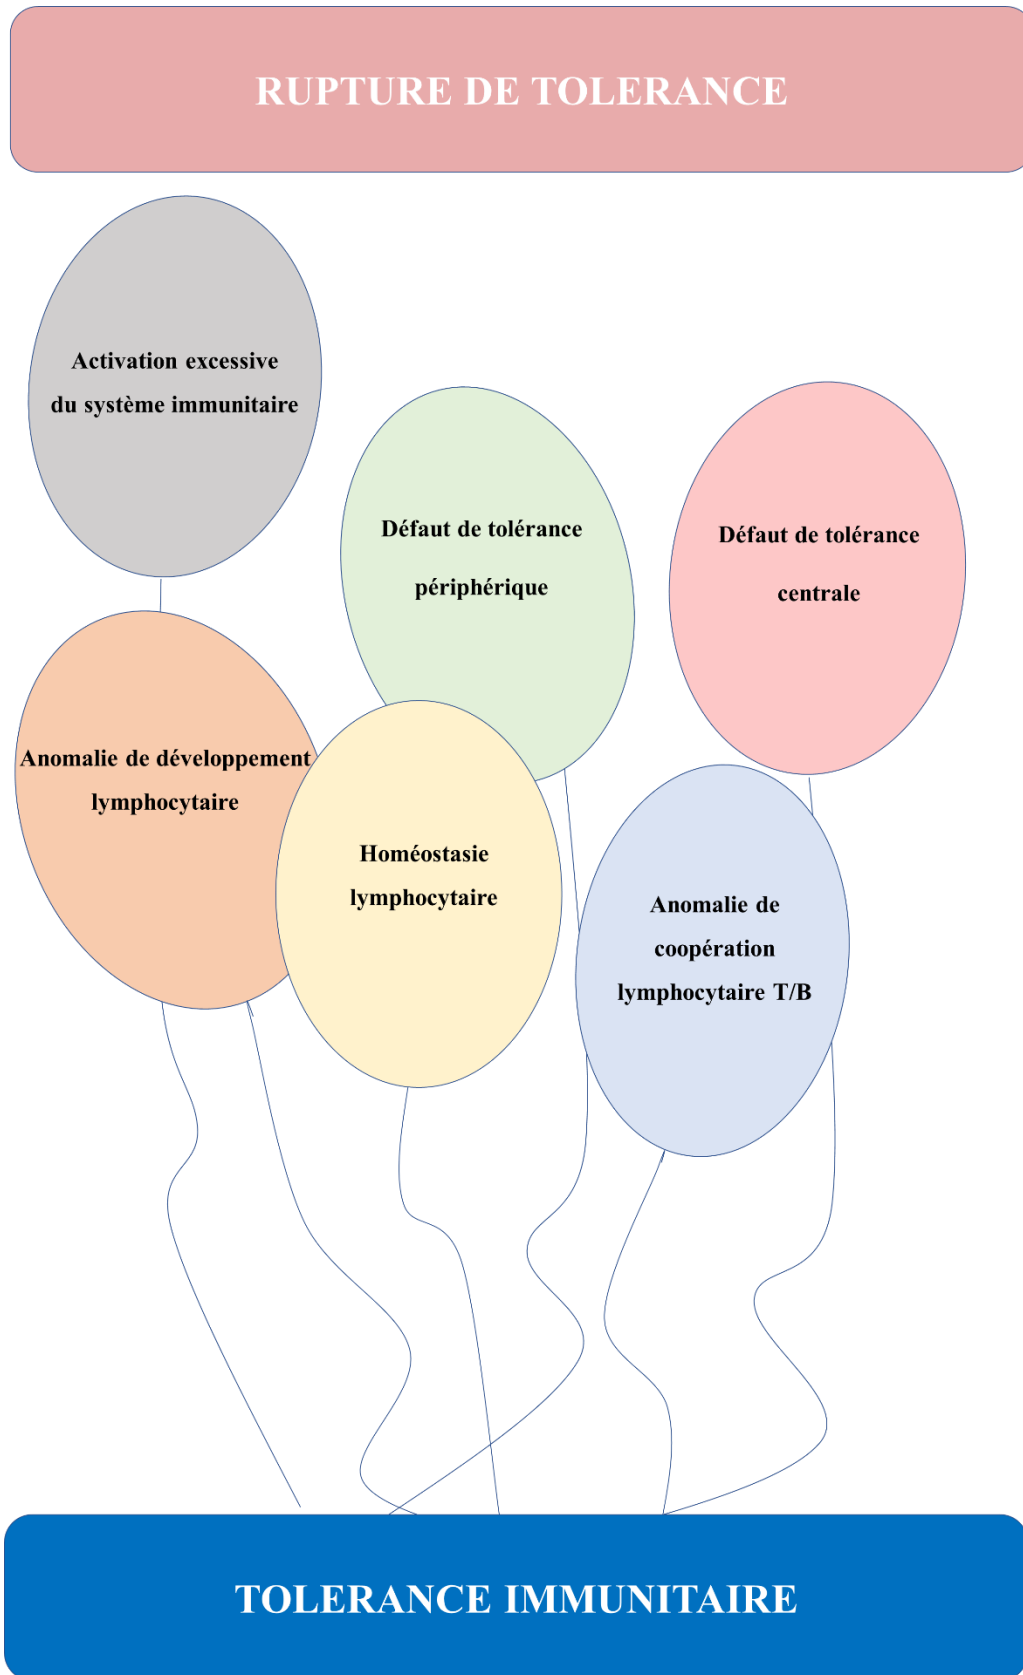 RUPTURE DE TOLERANCE
Activation excessive
du système immunitaire
Défaut de tolérance
périphérique
Défaut de tolérance
centrale
Anomalie de développement
lymphocytaire
Homéostasie
lymphocytaire
Anomalie de
coopération
lymphocytaire T/B
TOLERANCE IMMUNITAIRE